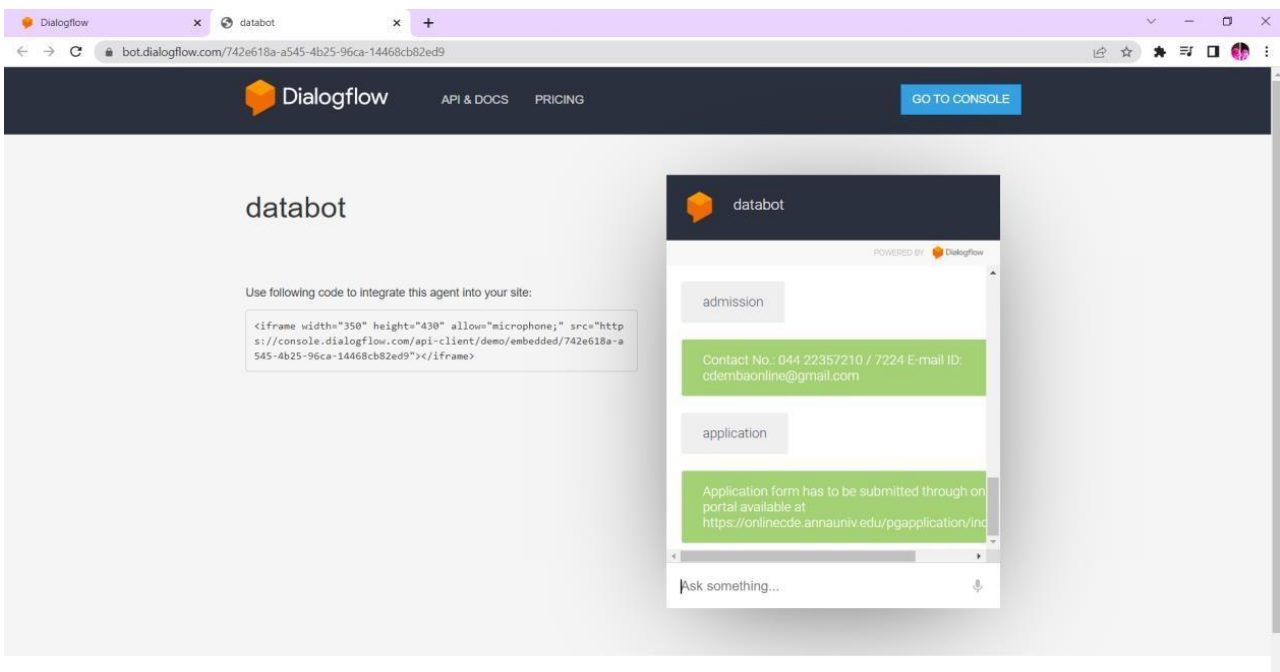 Dialogflow
databot
bot.dialogflow.com/742e618a-a545-4b25-96ca-14468cb82ed9
Dialogflow
API & DOCS
PRICING
GO TO CONSOLE
databot
Use following code to integrate this agent into your site:
<iframe width="350" height="430" allow="microphone;" src="http
s://console.dialogflow.com/api-client/demo/embedded/742e618a-a
545-4b25-96ca-14468cb82ed9"></iframe>
databot
POWERED BY Dialogflow
admission
Contact No.: 044 22357210 / 7224 E-mail ID:
cdembaonline@gmail.com
application
Application form has to be submitted through on
portal available at
https://onlinecde.annauniv.edu/pgapplication/ind
Ask something...